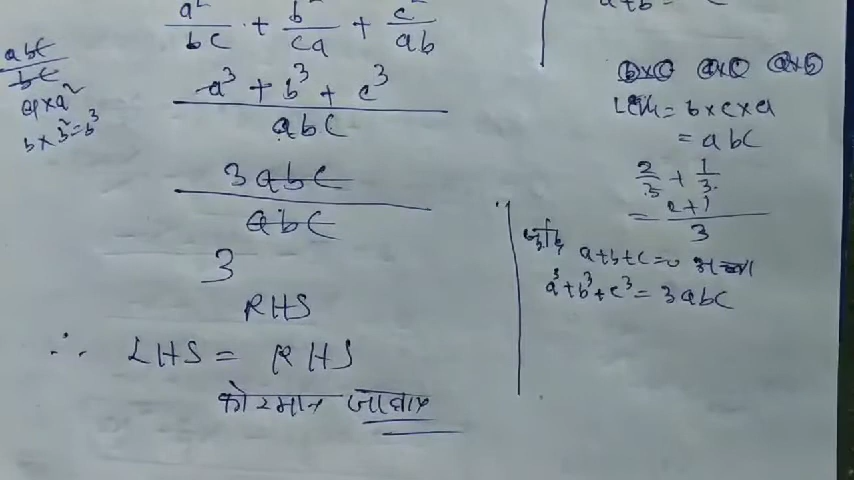 a²/bc + b²/ca + c²/ab
a³ + b³ + c³
abc
3abc
abc
3
RHS
∴ LHS = RHS
abc
bc
a × a²
b × b² = b³
a+b = c
b×c a×c a×b
LCM = b×c×a
= abc
2/3 + 1/3
= 2+1
3
a+b+c=0
a³+b³+c³ = 3abc